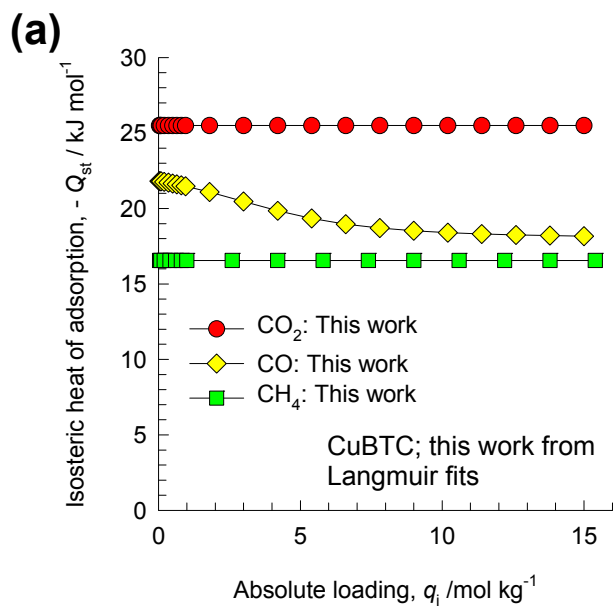 (a)
Isosteric heat of adsorption, - Qst / kJ mol-1
30
25
20
15
10
5
0
CO2: This work
CO: This work
CH4: This work
CuBTC; this work from
Langmuir fits
0 5 10 15
Absolute loading, qi /mol kg-1